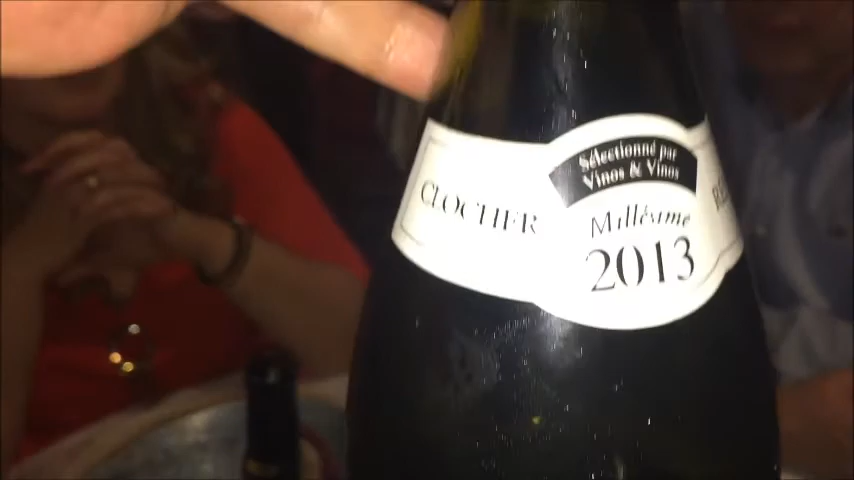 Sélectionné par
Vinos & Vinos
CLOCHER
Millésime
2013